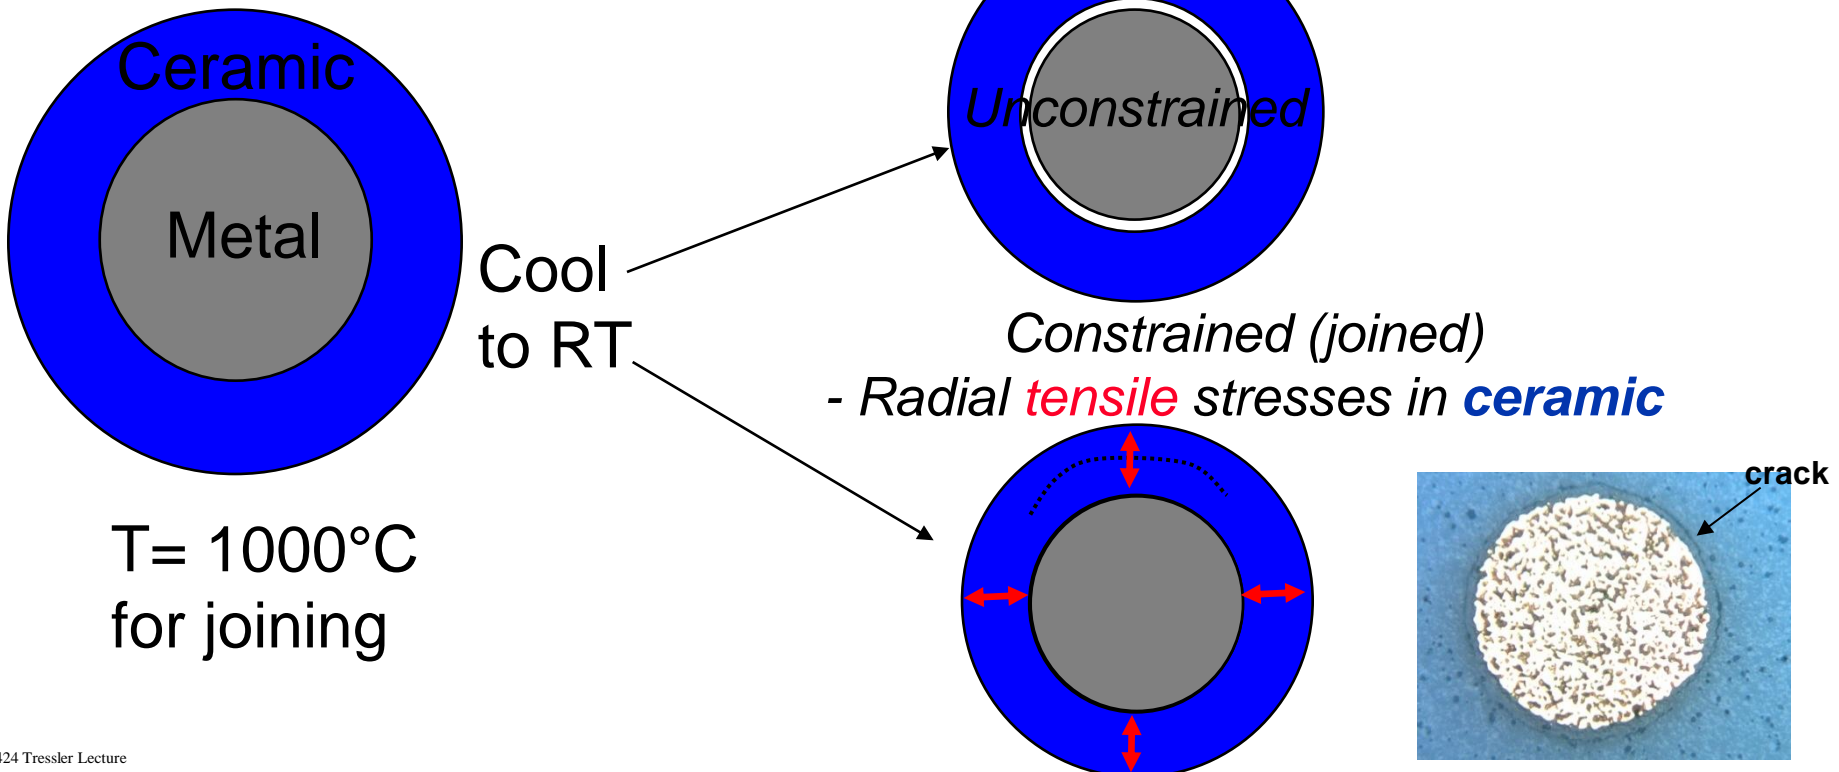 Ceramic
Metal
T= 1000°C
for joining
Cool
to RT
Unconstrained
Constrained (joined)
- Radial tensile stresses in ceramic
crack
424 Tressler Lecture